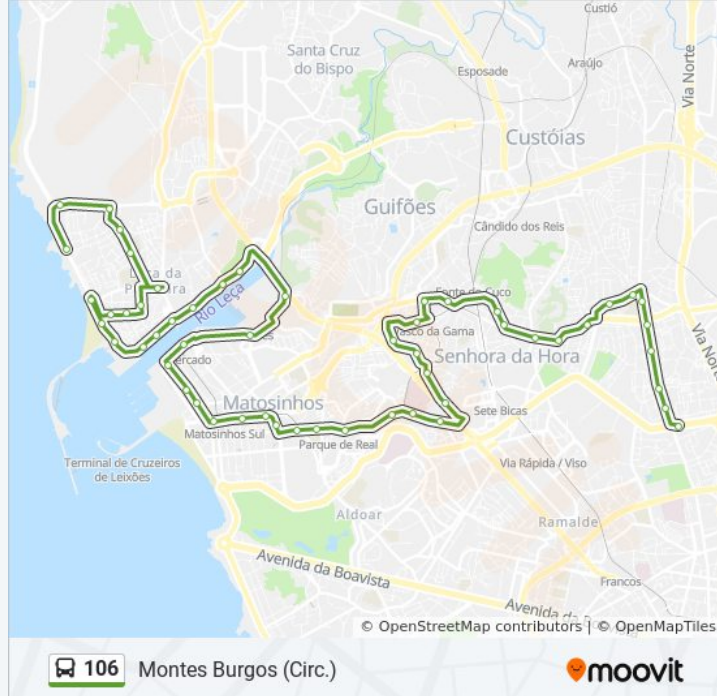 Custió
Santa Cruz
do Bispo
Araújo
Esposade
Via Norte
Custóias
Guifões
Cândido dos Reis
Rio Leça
Fonte do Cuco
Vasco da Gama
Senhora da Hora
Via Norte
Mercado
Matosinhos
Sete Bicas
Matosinhos Sul
Parque de Real
Terminal de Cruzeiros
de Leixões
Via Rápida / Viso
Aldoar
Ramalde
Avenida da Boavista
Francos
Avenida da Boavista
© OpenStreetMap contributors | © OpenMapTiles
106 Montes Burgos (Circ.)
moovit